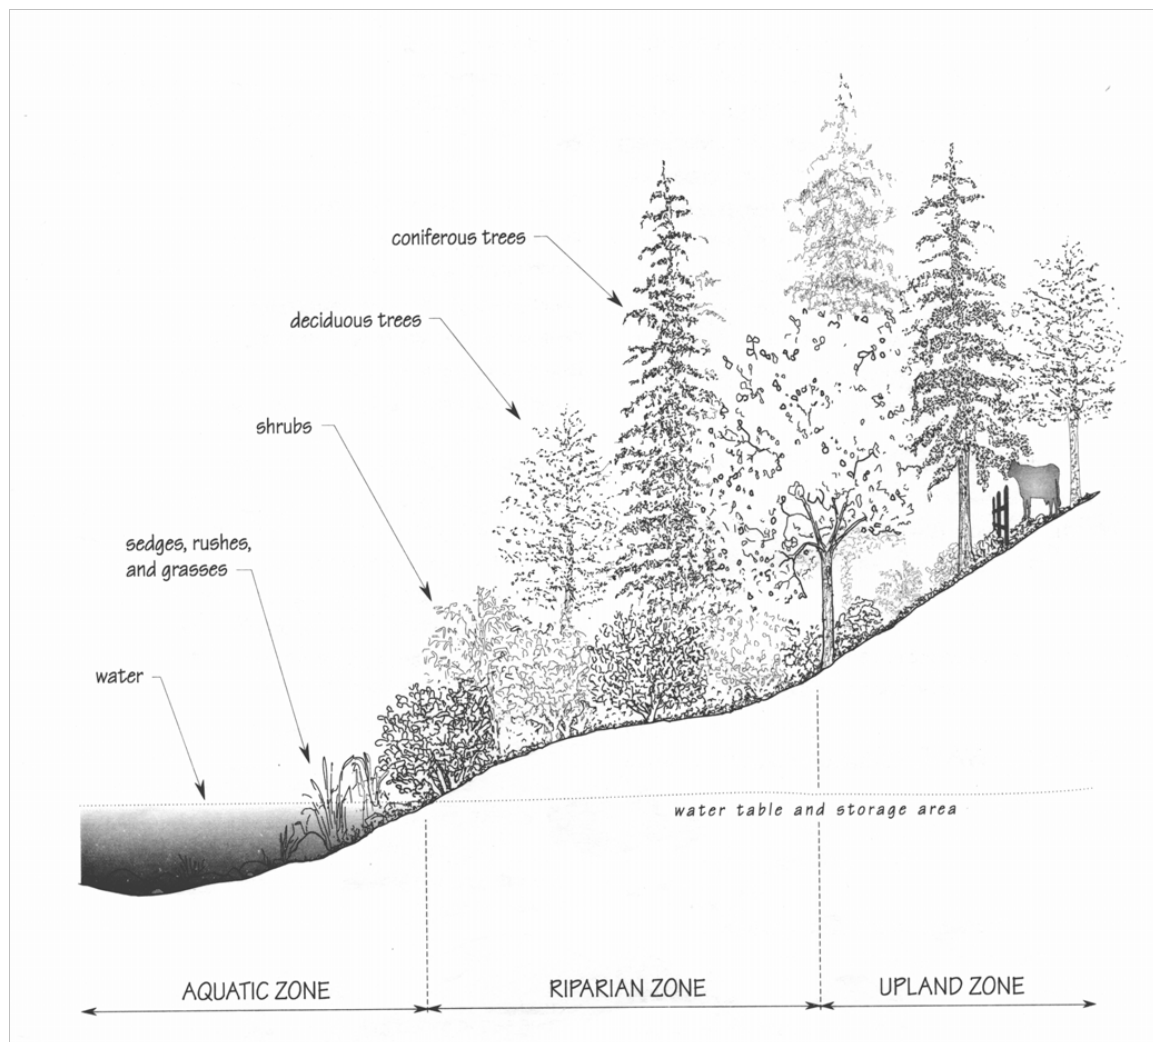 coniferous trees
deciduous trees
shrubs
sedges, rushes,
and grasses
water
water table and storage area
AQUATIC ZONE
RIPARIAN ZONE
UPLAND ZONE